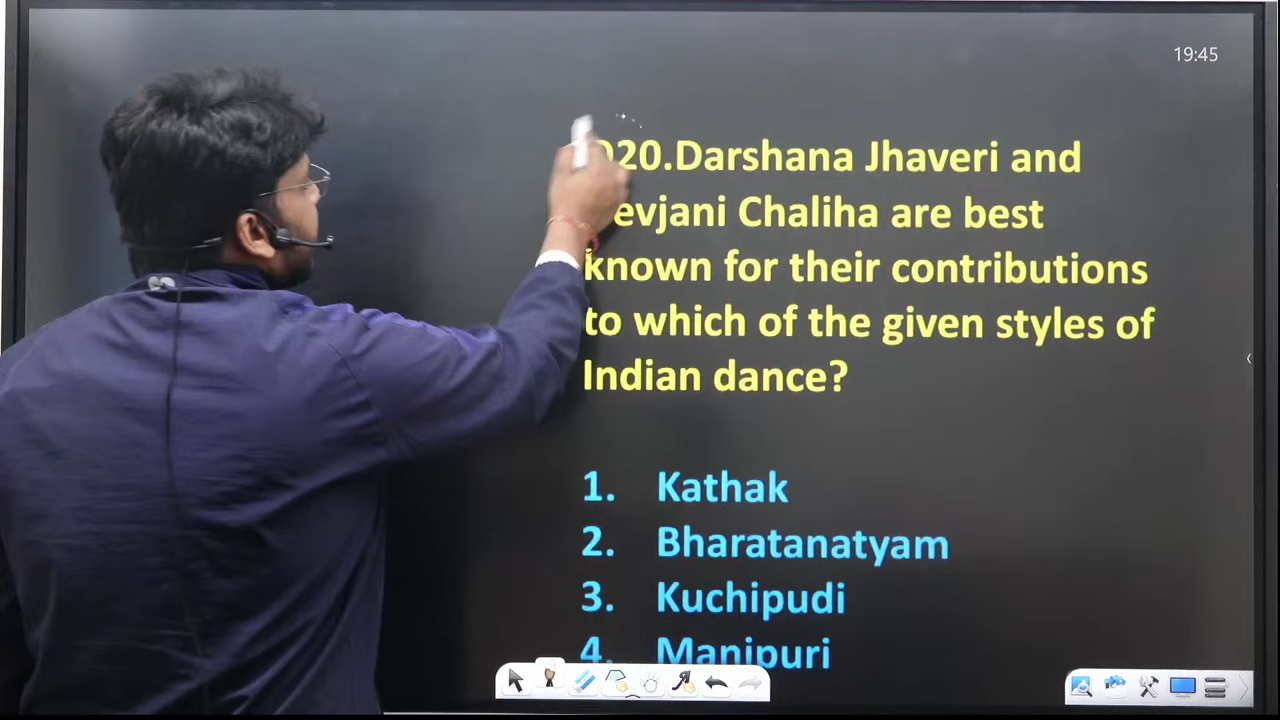 19:45
20.Darshana Jhaveri and
evjani Chaliha are best
known for their contributions
to which of the given styles of
Indian dance?
1. Kathak
2. Bharatanatyam
3. Kuchipudi
4. Manipuri